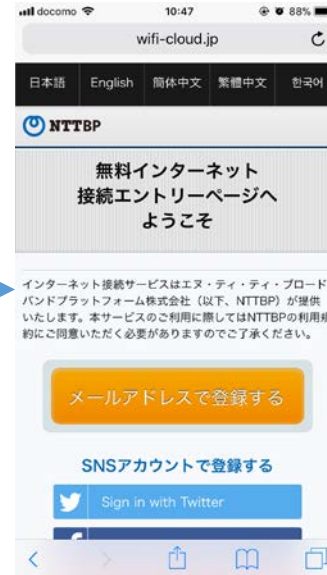 docomo 10:47 88%
wifi-cloud.jp
日本語 English 简体中文 繁體中文 한국어
NTTBP
無料インターネット
接続エントリーページへ
ようこそ
インターネット接続サービスはエヌ・ティ・ティ・ブロード
バンドプラットフォーム株式会社（以下、NTTBP）が提供
いたします。本サービスのご利用に際してはNTTBPの利用規
約にご同意いただく必要がありますのでご了承ください。
メールアドレスで登録する
SNSアカウントで登録する
Sign in with Twitter